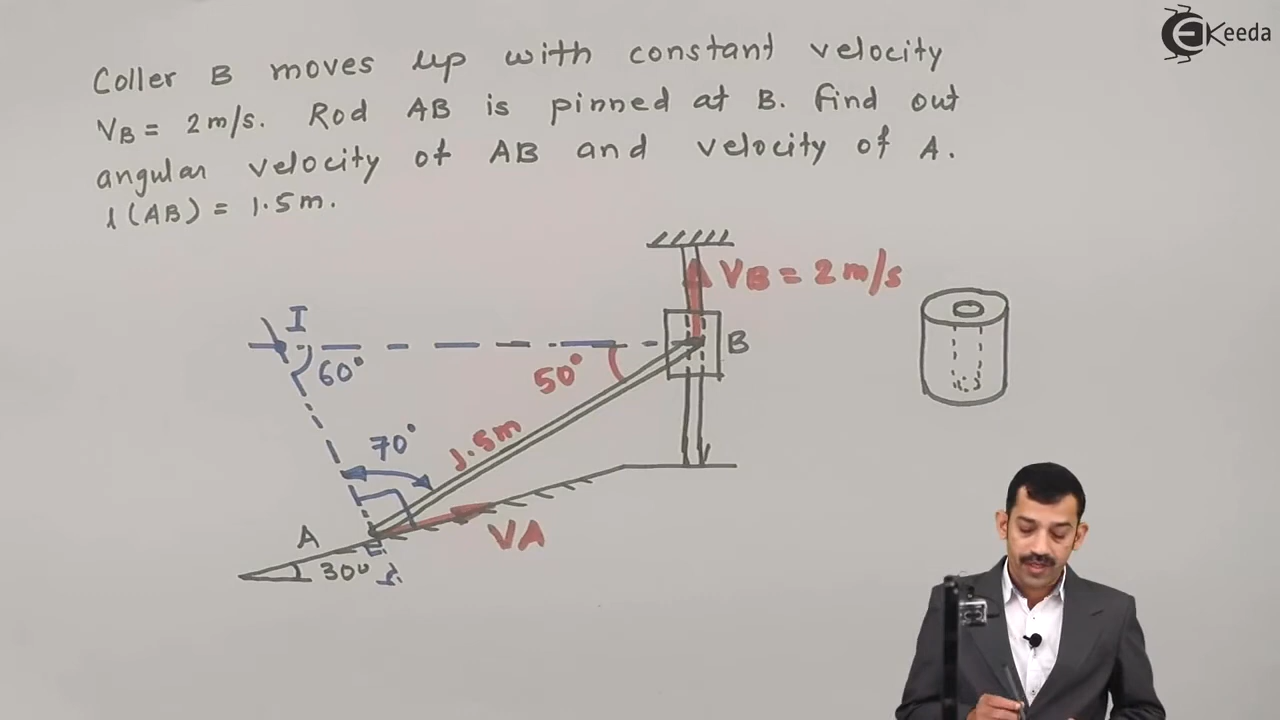 EKeeda
Coller B moves up with constant velocity
VB = 2m/s. Rod AB is pinned at B. Find out
angular velocity of AB and velocity of A.
l(AB) = 1.5m.
VB = 2m/s
I
B
60°
50°
70°
1.5m
A
VA
30°